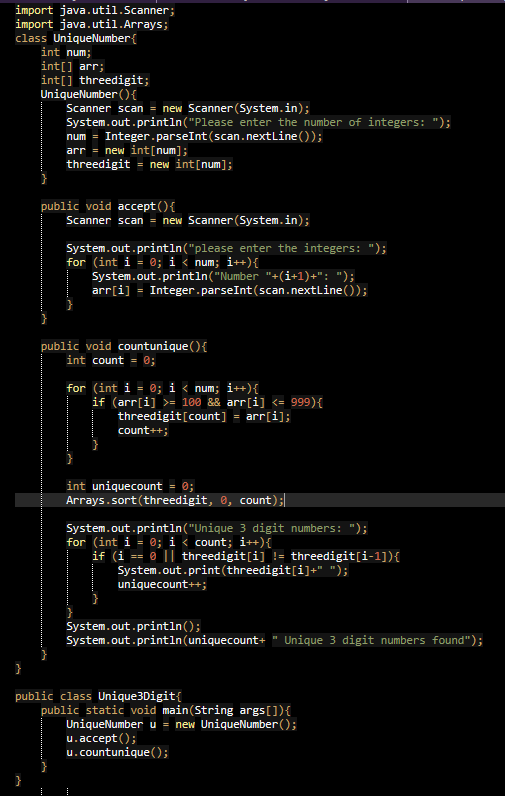 import java.util.Scanner;
import java.util.Arrays;
class UniqueNumber{
    int num;
    int[] arr;
    int[] threedigit;
    UniqueNumber(){
        Scanner scan = new Scanner(System.in);
        System.out.println("Please enter the number of integers: ");
        num = Integer.parseInt(scan.nextLine());
        arr = new int[num];
        threedigit = new int[num];
    }

    public void accept(){
        Scanner scan = new Scanner(System.in);

        System.out.println("please enter the integers: ");
        for (int i = 0; i < num; i++){
            System.out.println("Number "+(i+1)+": ");
            arr[i] = Integer.parseInt(scan.nextLine());
        }
    }

    public void countunique(){
        int count = 0;

        for (int i = 0; i < num; i++){
            if (arr[i] >= 100 && arr[i] <= 999){
                threedigit[count] = arr[i];
                count++;
            }
        }

        int uniquecount = 0;
        Arrays.sort(threedigit, 0, count);

        System.out.println("Unique 3 digit numbers: ");
        for (int i = 0; i < count; i++){
            if (i == 0 || threedigit[i] != threedigit[i-1]){
                System.out.print(threedigit[i]+" ");
                uniquecount++;
            }
        }
        System.out.println();
        System.out.println(uniquecount+ " Unique 3 digit numbers found");
    }
}

public class Unique3Digit{
    public static void main(String args[]){
        UniqueNumber u = new UniqueNumber();
        u.accept();
        u.countunique();
    }
}